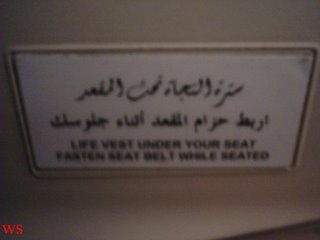 سترة النجاة تحت المقعد
اربط حزام المقعد أثناء جلوسك
LIFE VEST UNDER YOUR SEAT
FASTEN SEAT BELT WHILE SEATED
WS